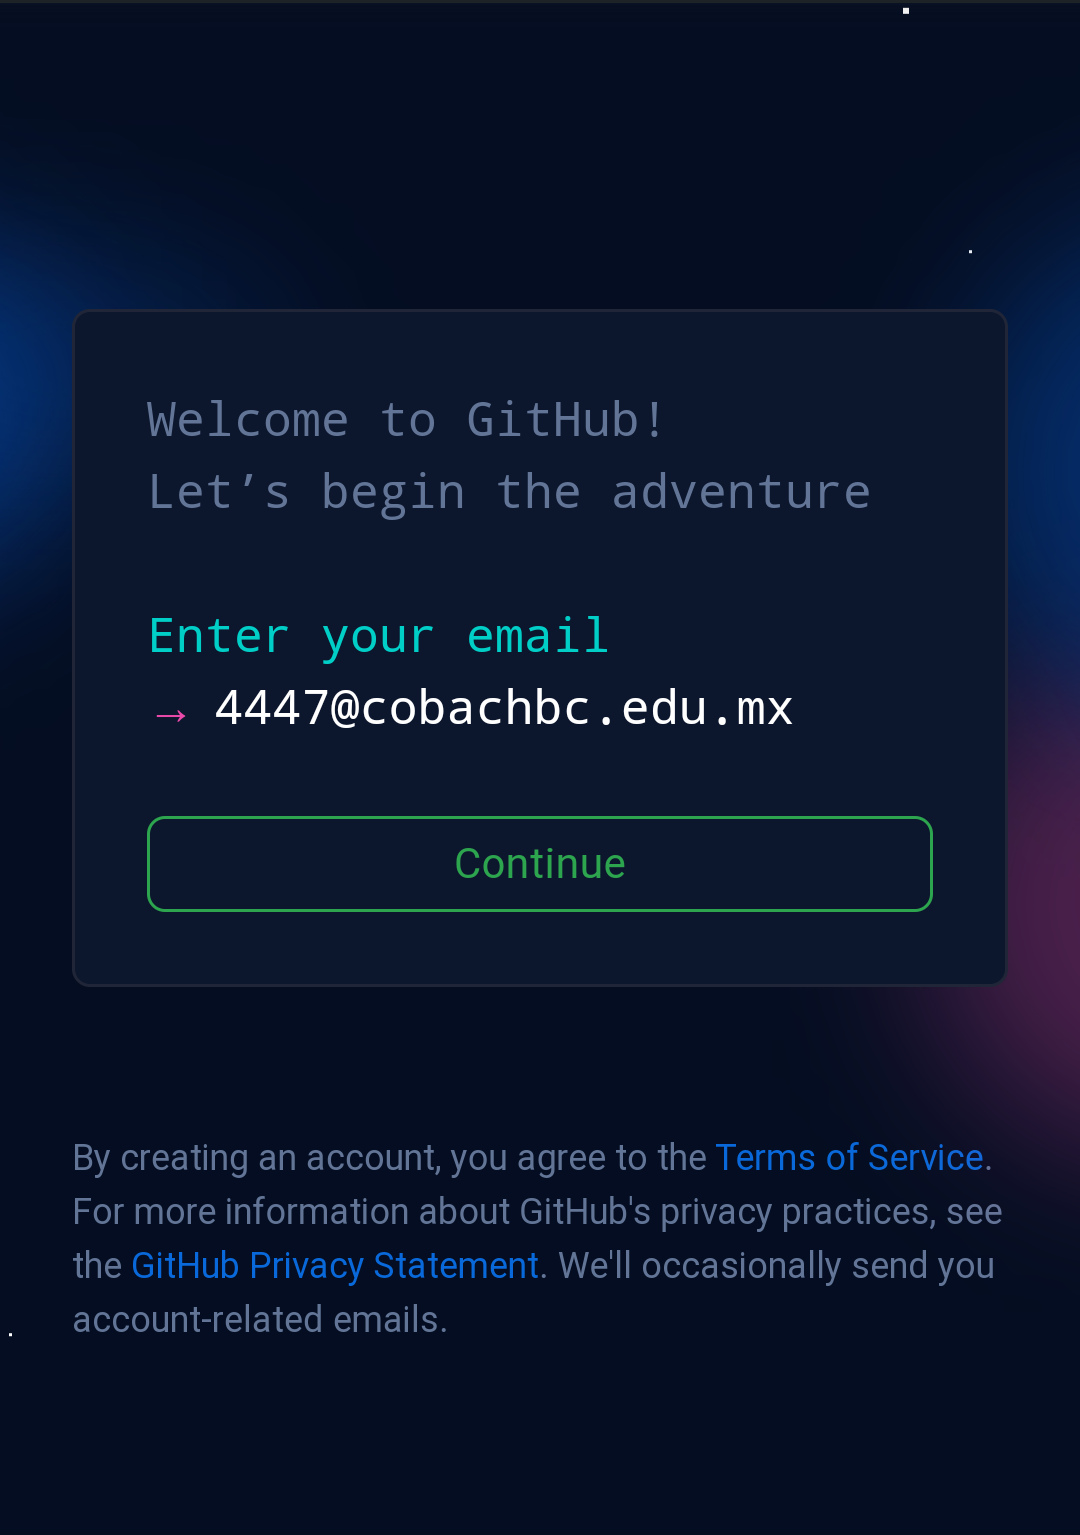 Welcome to GitHub!
Let’s begin the adventure
Enter your email
→ 4447@cobachbc.edu.mx
Continue
By creating an account, you agree to the Terms of Service.
For more information about GitHub's privacy practices, see
the GitHub Privacy Statement. We'll occasionally send you
account-related emails.